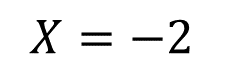 X = −2